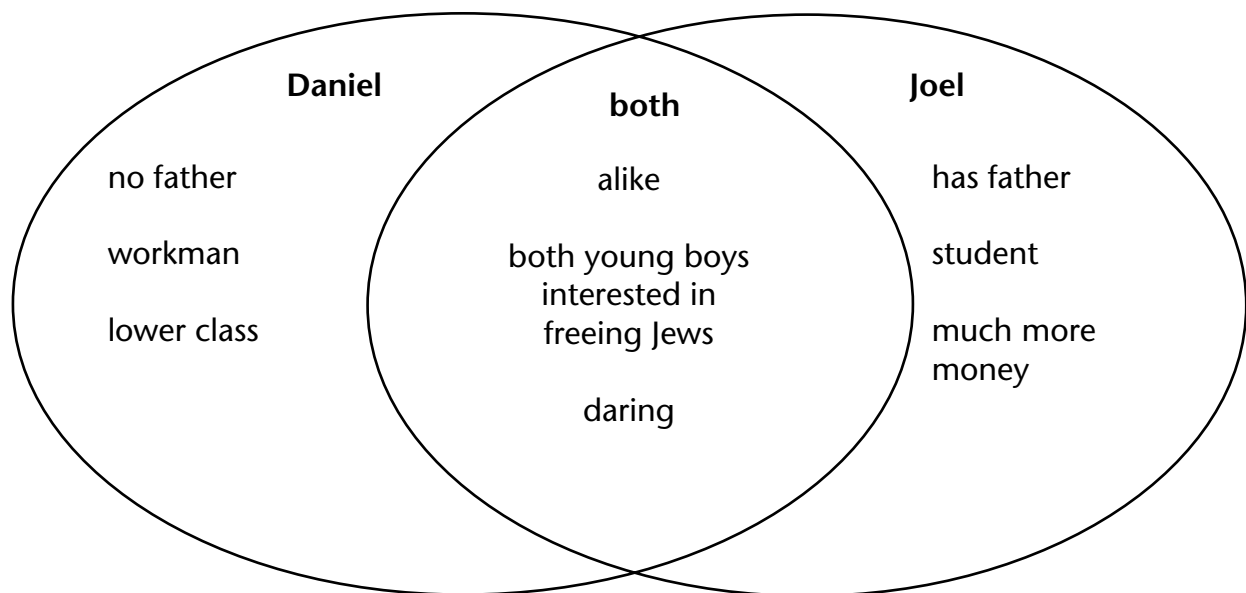 Daniel
no father
workman
lower class
both
alike
both young boys
interested in
freeing Jews
daring
Joel
has father
student
much more
money